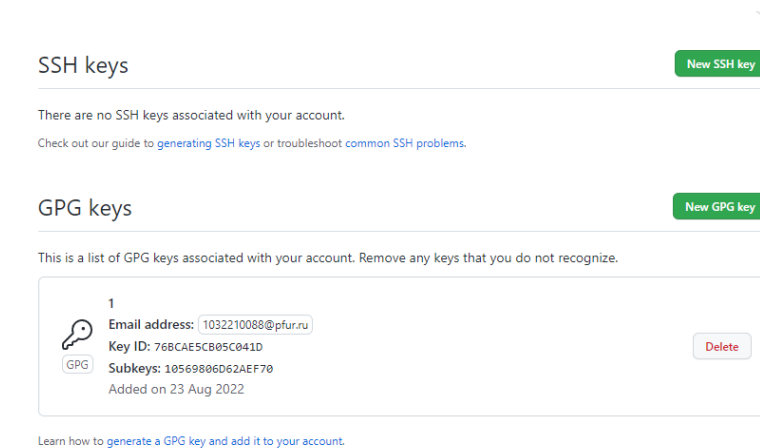 SSH keys
New SSH key
There are no SSH keys associated with your account.
Check out our guide to generating SSH keys or troubleshoot common SSH problems.
GPG keys
New GPG key
This is a list of GPG keys associated with your account. Remove any keys that you do not recognize.
1
Email address: 1032210088@pfur.ru
Key ID: 76BCAE5CB05C041D
GPG
Subkeys: 10569806D62AEF70
Added on 23 Aug 2022
Delete
Learn how to generate a GPG key and add it to your account.